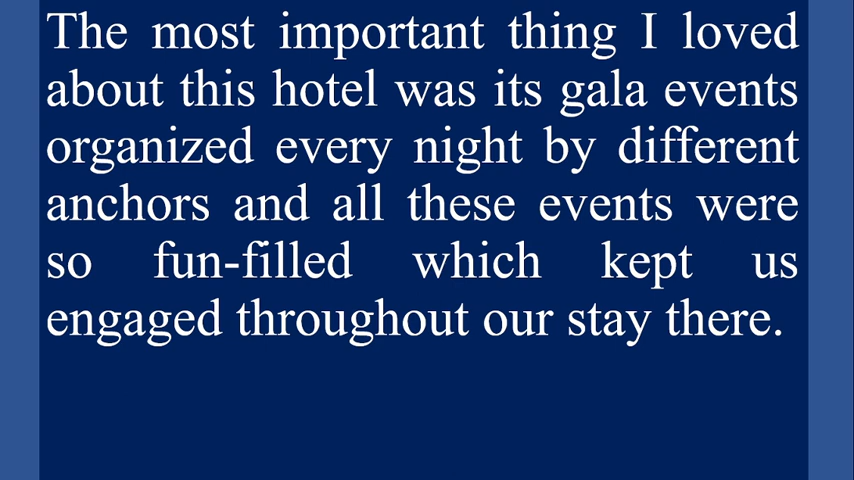 The most important thing I loved
about this hotel was its gala events
organized every night by different
anchors and all these events were
so fun-filled which kept us
engaged throughout our stay there.